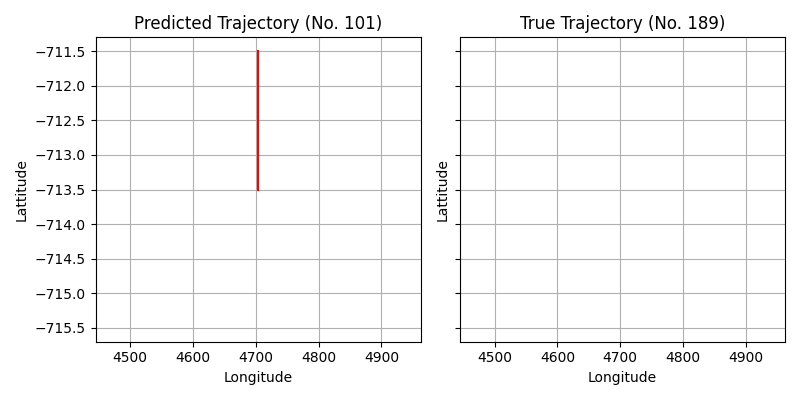 Predicted Trajectory (No. 101)
True Trajectory (No. 189)
−711.5
−712.0
−712.5
−713.0
−713.5
−714.0
−714.5
−715.0
−715.5
Lattitude
Lattitude
4500 4600 4700 4800 4900
4500 4600 4700 4800 4900
Longitude
Longitude